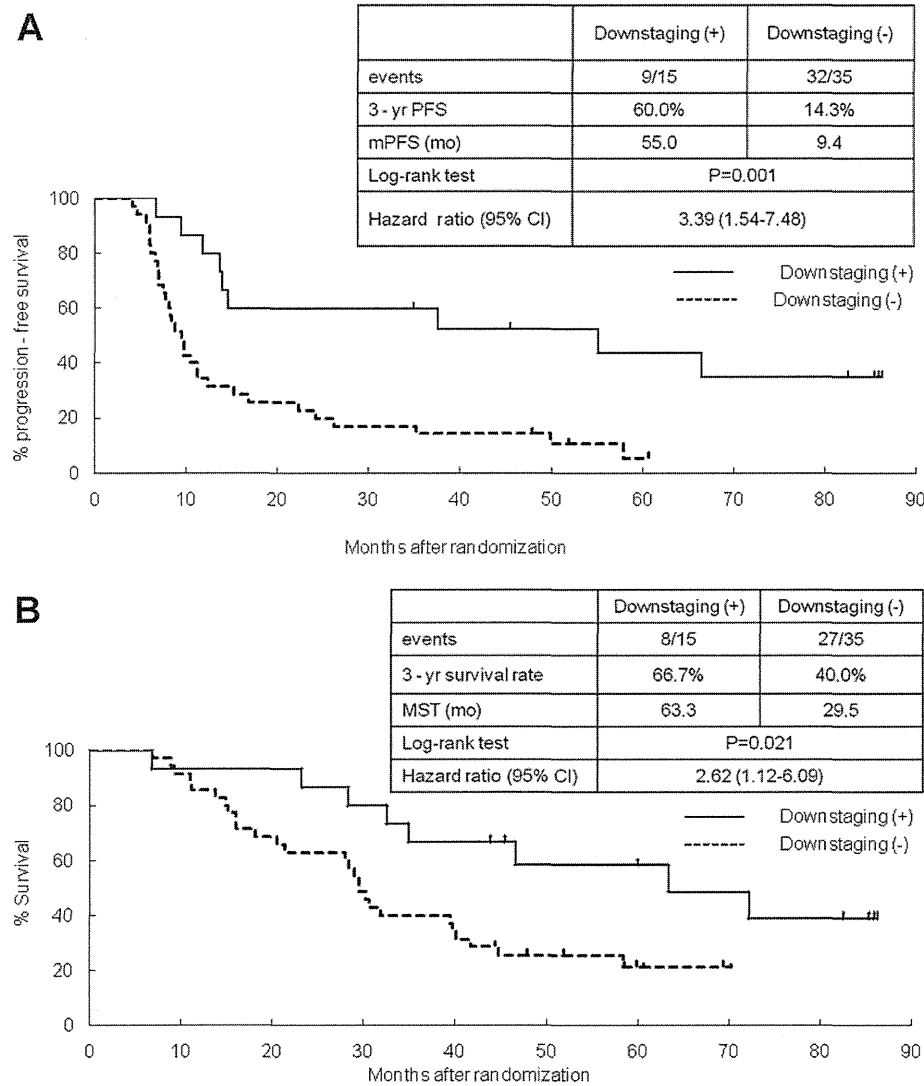 A
Downstaging (+) Downstaging (-)
events 9/15 32/35
3 - yr PFS 60.0% 14.3%
mPFS (mo) 55.0 9.4
Log-rank test P=0.001
Hazard ratio (95% CI) 3.39 (1.54-7.48)
Downstaging (+)
Downstaging (-)
% progression - free survival
100
80
60
40
20
0
0 10 20 30 40 50 60 70 80 90
Months after randomization
B
Downstaging (+) Downstaging (-)
events 8/15 27/35
3 - yr survival rate 66.7% 40.0%
MST (mo) 63.3 29.5
Log-rank test P=0.021
Hazard ratio (95% CI) 2.62 (1.12-6.09)
Downstaging (+)
Downstaging (-)
% Survival
100
80
60
40
20
0
0 10 20 30 40 50 60 70 80 90
Months after randomization